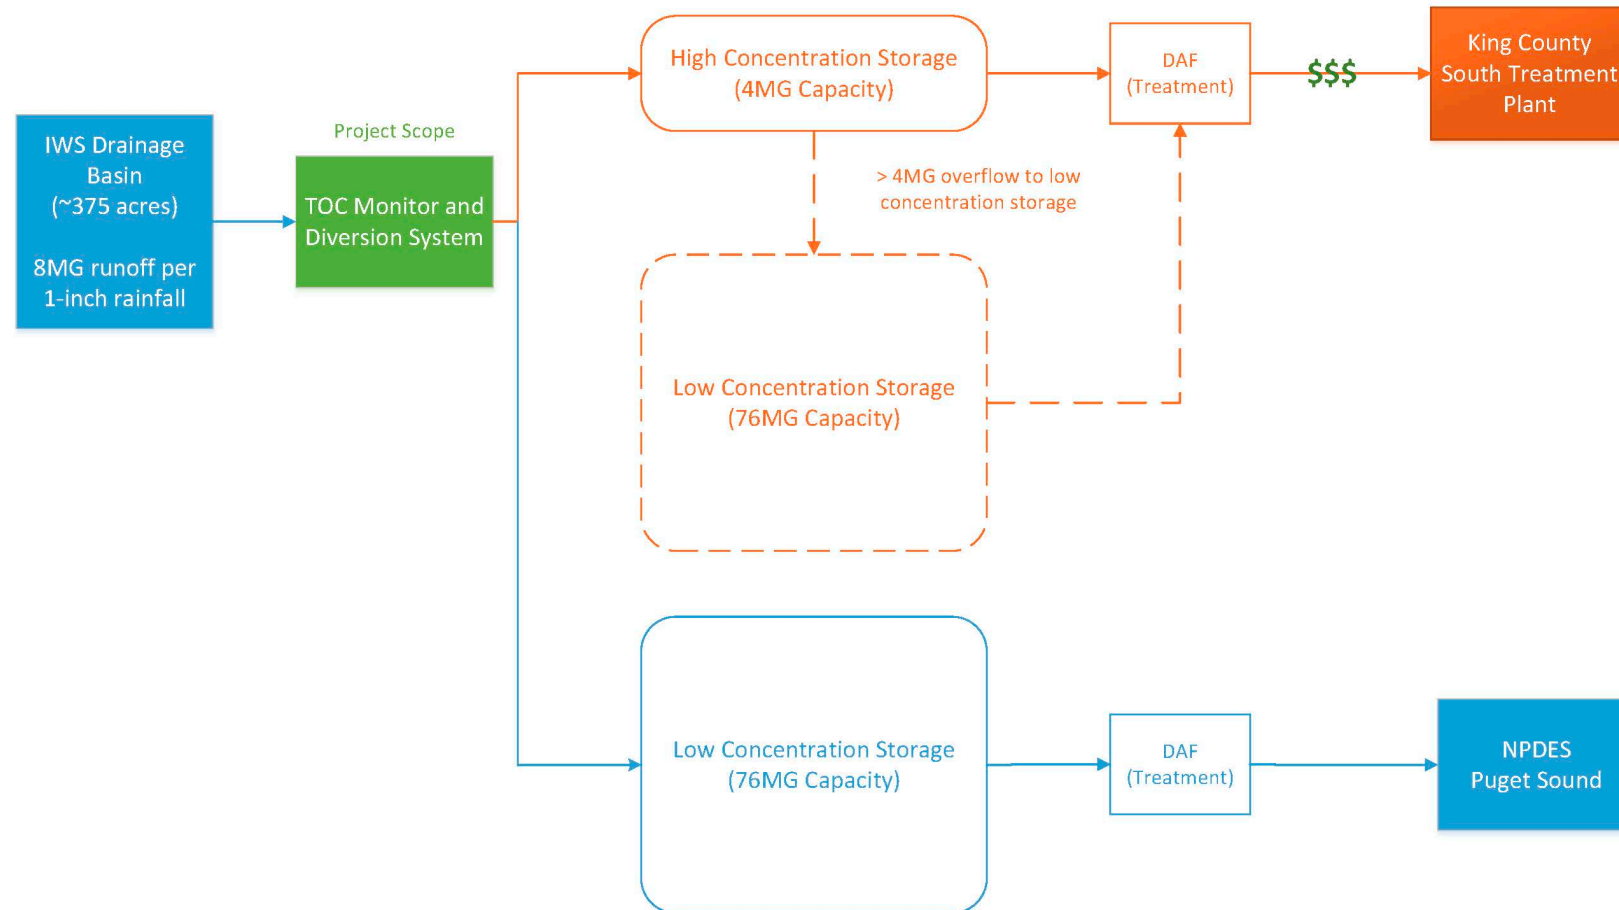 IWS Drainage
Basin
(~375 acres)
8MG runoff per
1-inch rainfall
Project Scope
TOC Monitor and
Diversion System
High Concentration Storage
(4MG Capacity)
DAF
(Treatment)
$$$
King County
South Treatment
Plant
> 4MG overflow to low
concentration storage
Low Concentration Storage
(76MG Capacity)
Low Concentration Storage
(76MG Capacity)
DAF
(Treatment)
NPDES
Puget Sound